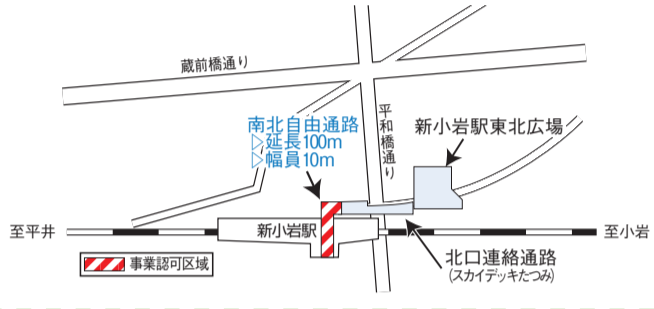 蔵前橋通り
平和橋通り
南北自由通路
▷延長100m
▷幅員10m
新小岩駅東北広場
至平井
新小岩駅
至小岩
北口連絡通路
(スカイデッキたつみ)
事業認可区域